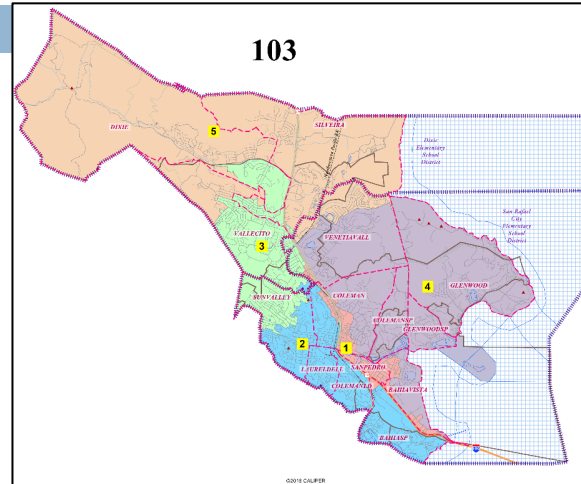 103
DIXIE
5
SILVEIRA
Dixie
Elementary
School
District
San Rafael
City
Elementary
School
District
VALLECITO
3
VENETIAVALL
4
GLENWOOD
SUNVALLEY
COLEMAN
COLEMANSP
GLENWOODSP
2
1
LAURELDELL
SANPEDRO
COLEMANLD
BAHIAVISTA
BAHIASP
©2018 CALIPER